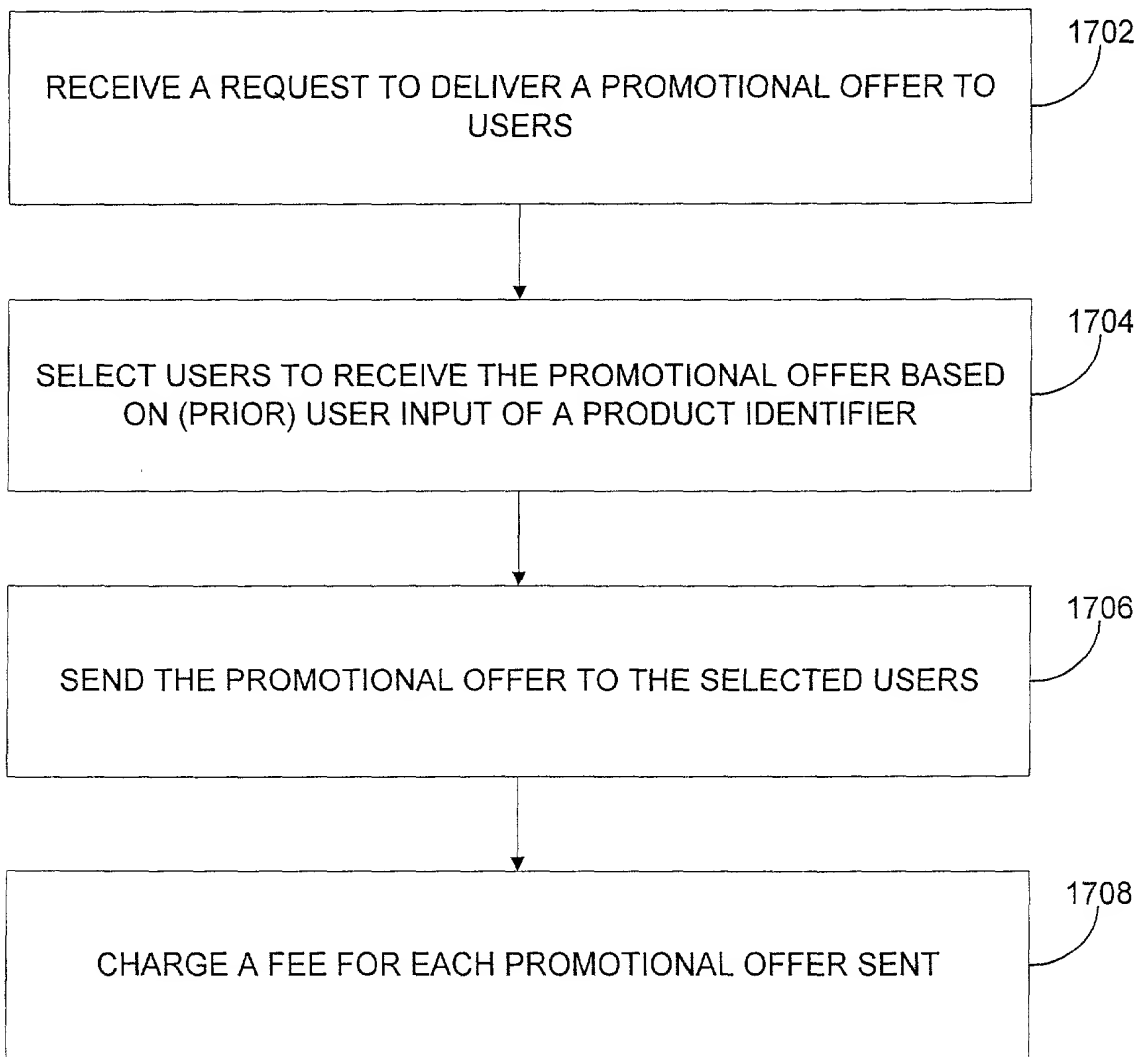 1702
RECEIVE A REQUEST TO DELIVER A PROMOTIONAL OFFER TO
USERS
1704
SELECT USERS TO RECEIVE THE PROMOTIONAL OFFER BASED
ON (PRIOR) USER INPUT OF A PRODUCT IDENTIFIER
1706
SEND THE PROMOTIONAL OFFER TO THE SELECTED USERS
1708
CHARGE A FEE FOR EACH PROMOTIONAL OFFER SENT